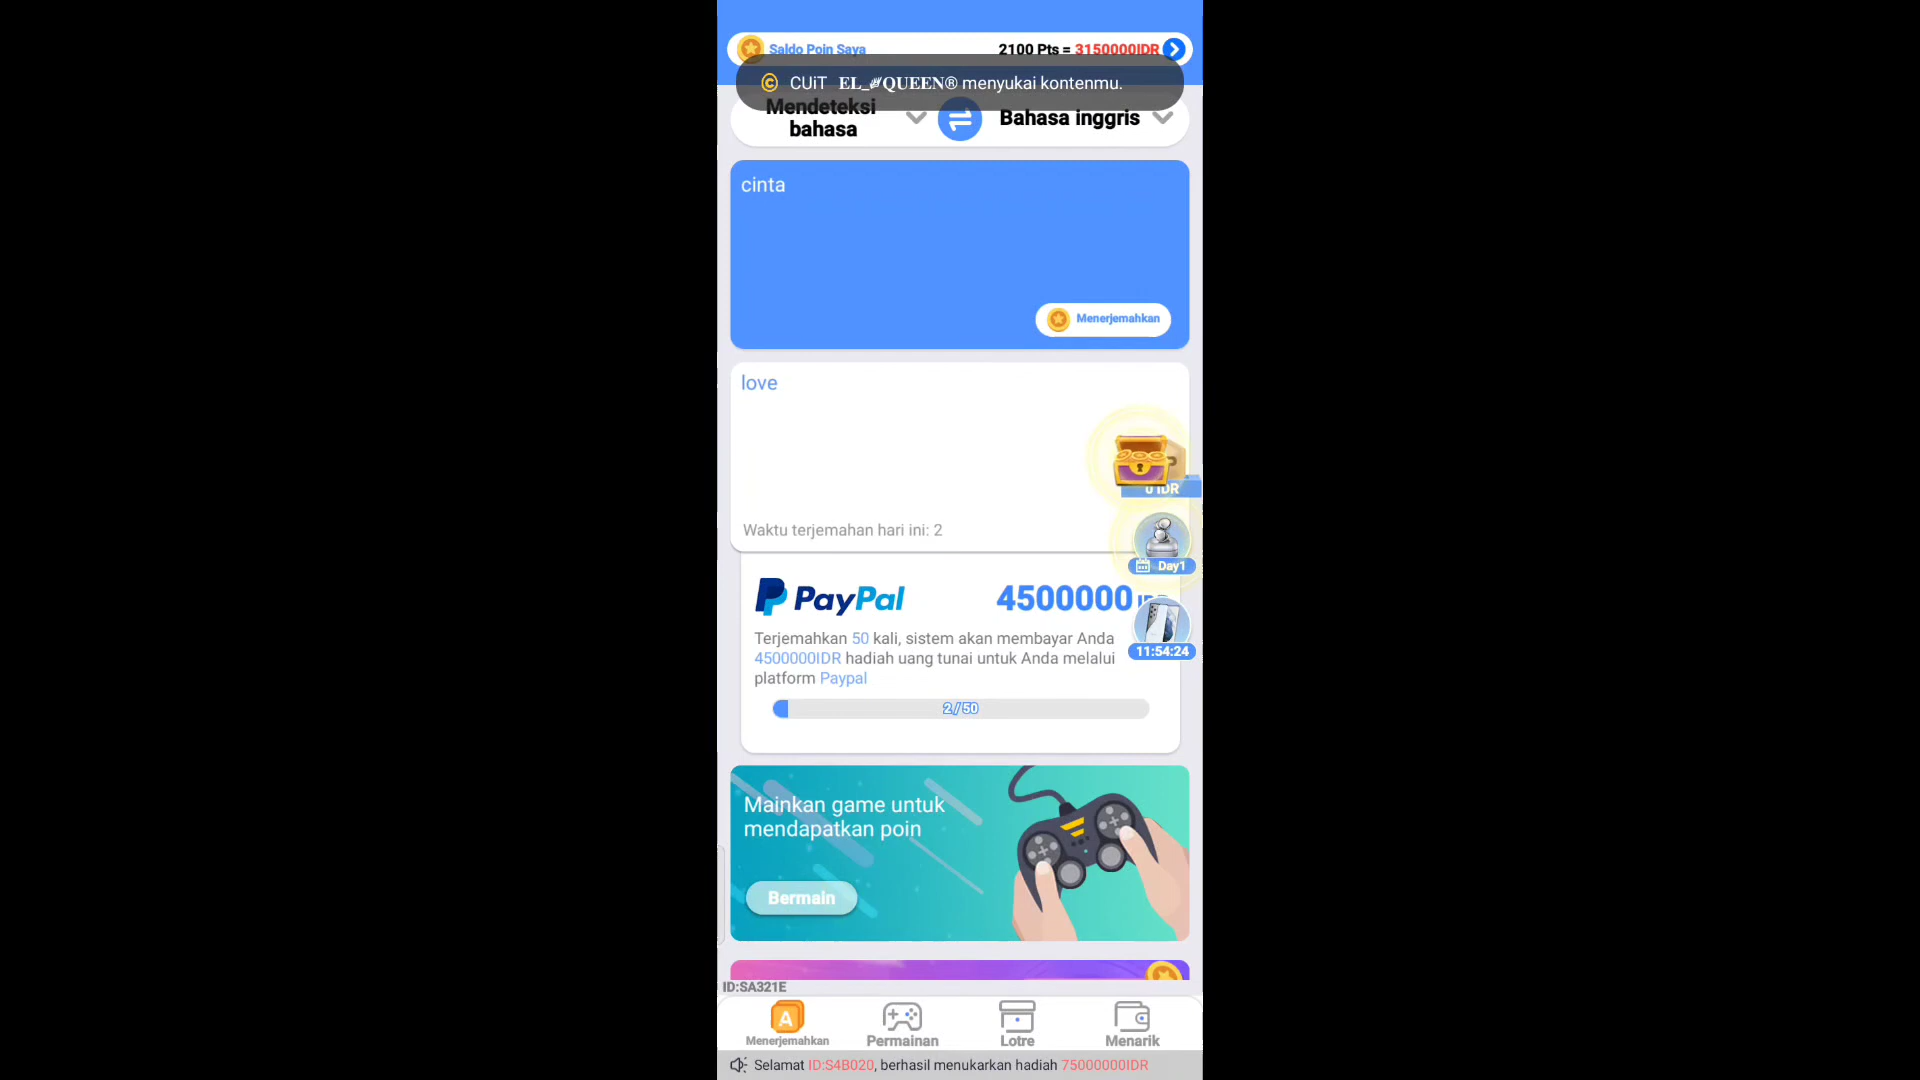 Saldo Poin Saya
2100 Pts = 3150000IDR
CUiT EL_🪶QUEEN® menyukai kontenmu.
Mendeteksi
bahasa
Bahasa inggris
cinta
Menerjemahkan
love
0 IDR
Waktu terjemahan hari ini: 2
Day1
PayPal
4500000
Terjemahkan 50 kali, sistem akan membayar Anda
4500000IDR hadiah uang tunai untuk Anda melalui
platform Paypal
11:54:24
2/50
Mainkan game untuk
mendapatkan poin
Bermain
ID:SA321E
A
Menerjemahkan
Permainan
Lotre
Menarik
Selamat ID:S4B020, berhasil menukarkan hadiah 75000000IDR